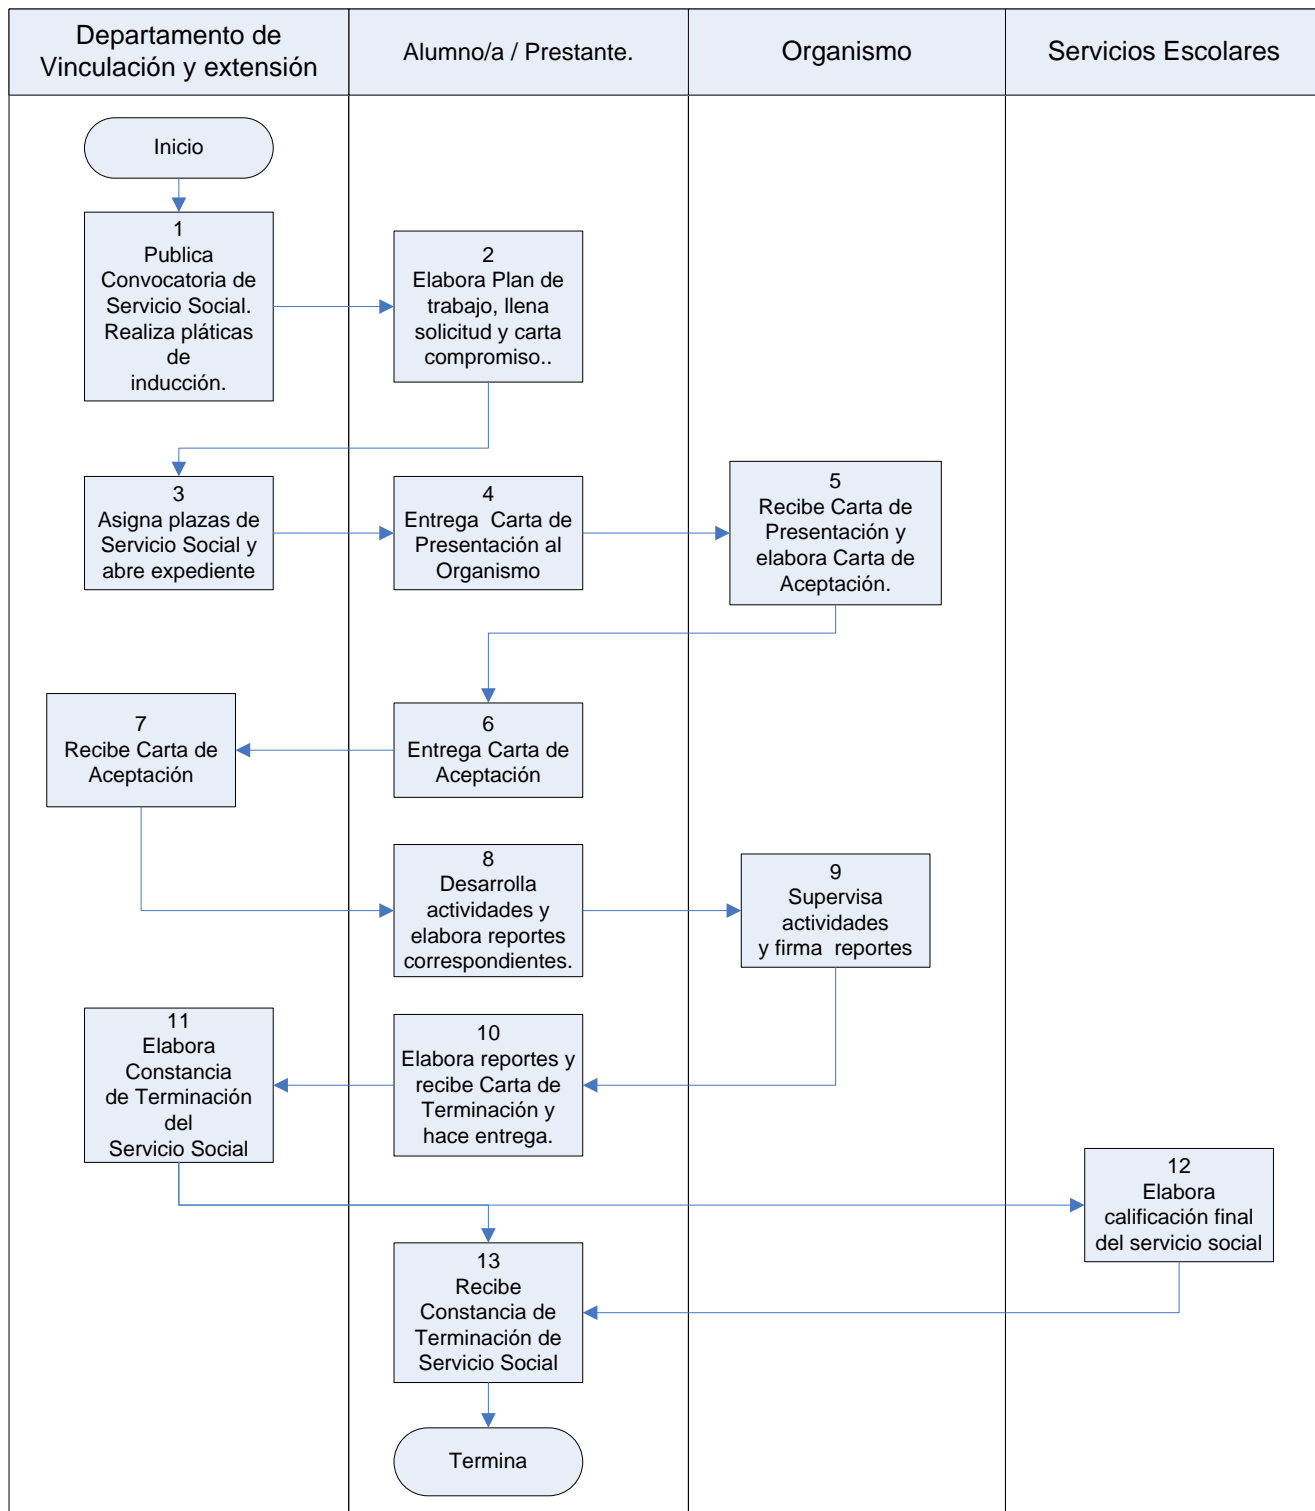 Departamento de
Vinculación y extensión
Alumno/a / Prestante.
Organismo
Servicios Escolares
Inicio
1
Publica
Convocatoria de
Servicio Social.
Realiza pláticas
de
inducción.
2
Elabora Plan de
trabajo, llena
solicitud y carta
compromiso..
3
Asigna plazas de
Servicio Social y
abre expediente
4
Entrega  Carta de
Presentación al
Organismo
5
Recibe Carta de
Presentación y
elabora Carta de
Aceptación.
6
Entrega Carta de
Aceptación
7
Recibe Carta de
Aceptación
8
Desarrolla
actividades y
elabora reportes
correspondientes.
9
Supervisa
actividades
y firma  reportes
10
Elabora reportes y
recibe Carta de
Terminación y
hace entrega.
11
Elabora
Constancia
de Terminación
del
Servicio Social
12
Elabora
calificación final
del servicio social
13
Recibe
Constancia de
Terminación de
Servicio Social
Termina